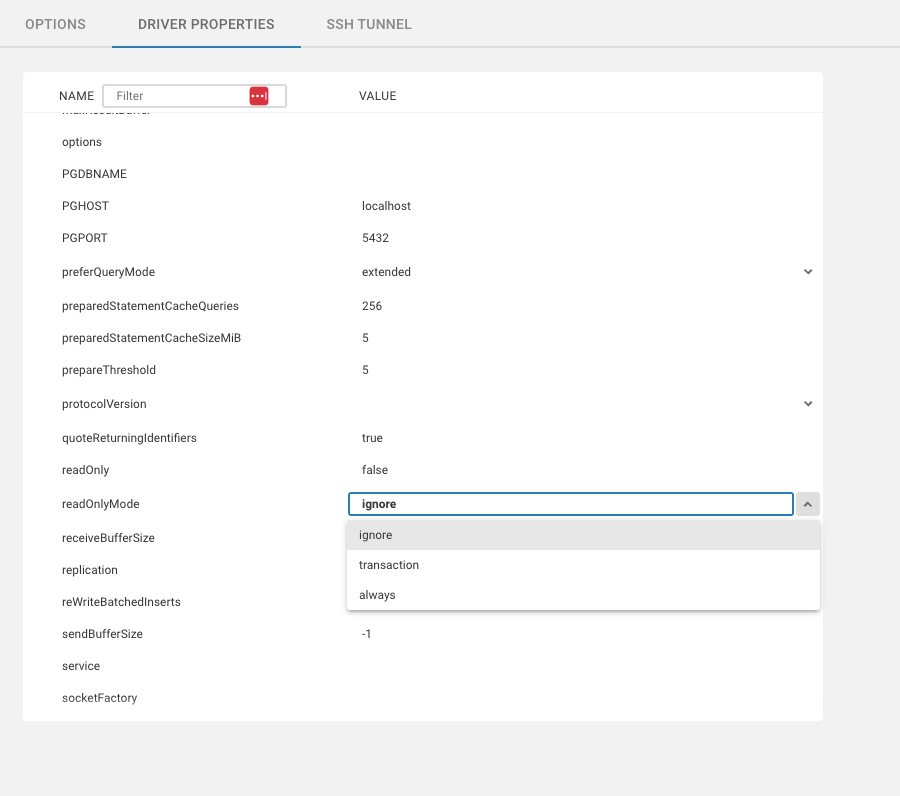 OPTIONS DRIVER PROPERTIES SSH TUNNEL
NAME Filter VALUE
options
PGDBNAME
PGHOST localhost
PGPORT 5432
preferQueryMode extended
preparedStatementCacheQueries 256
preparedStatementCacheSizeMiB 5
prepareThreshold 5
protocolVersion
quoteReturningIdentifiers true
readOnly false
readOnlyMode ignore
ignore
receiveBufferSize
transaction
replication
always
reWriteBatchedInserts
sendBufferSize -1
service
socketFactory